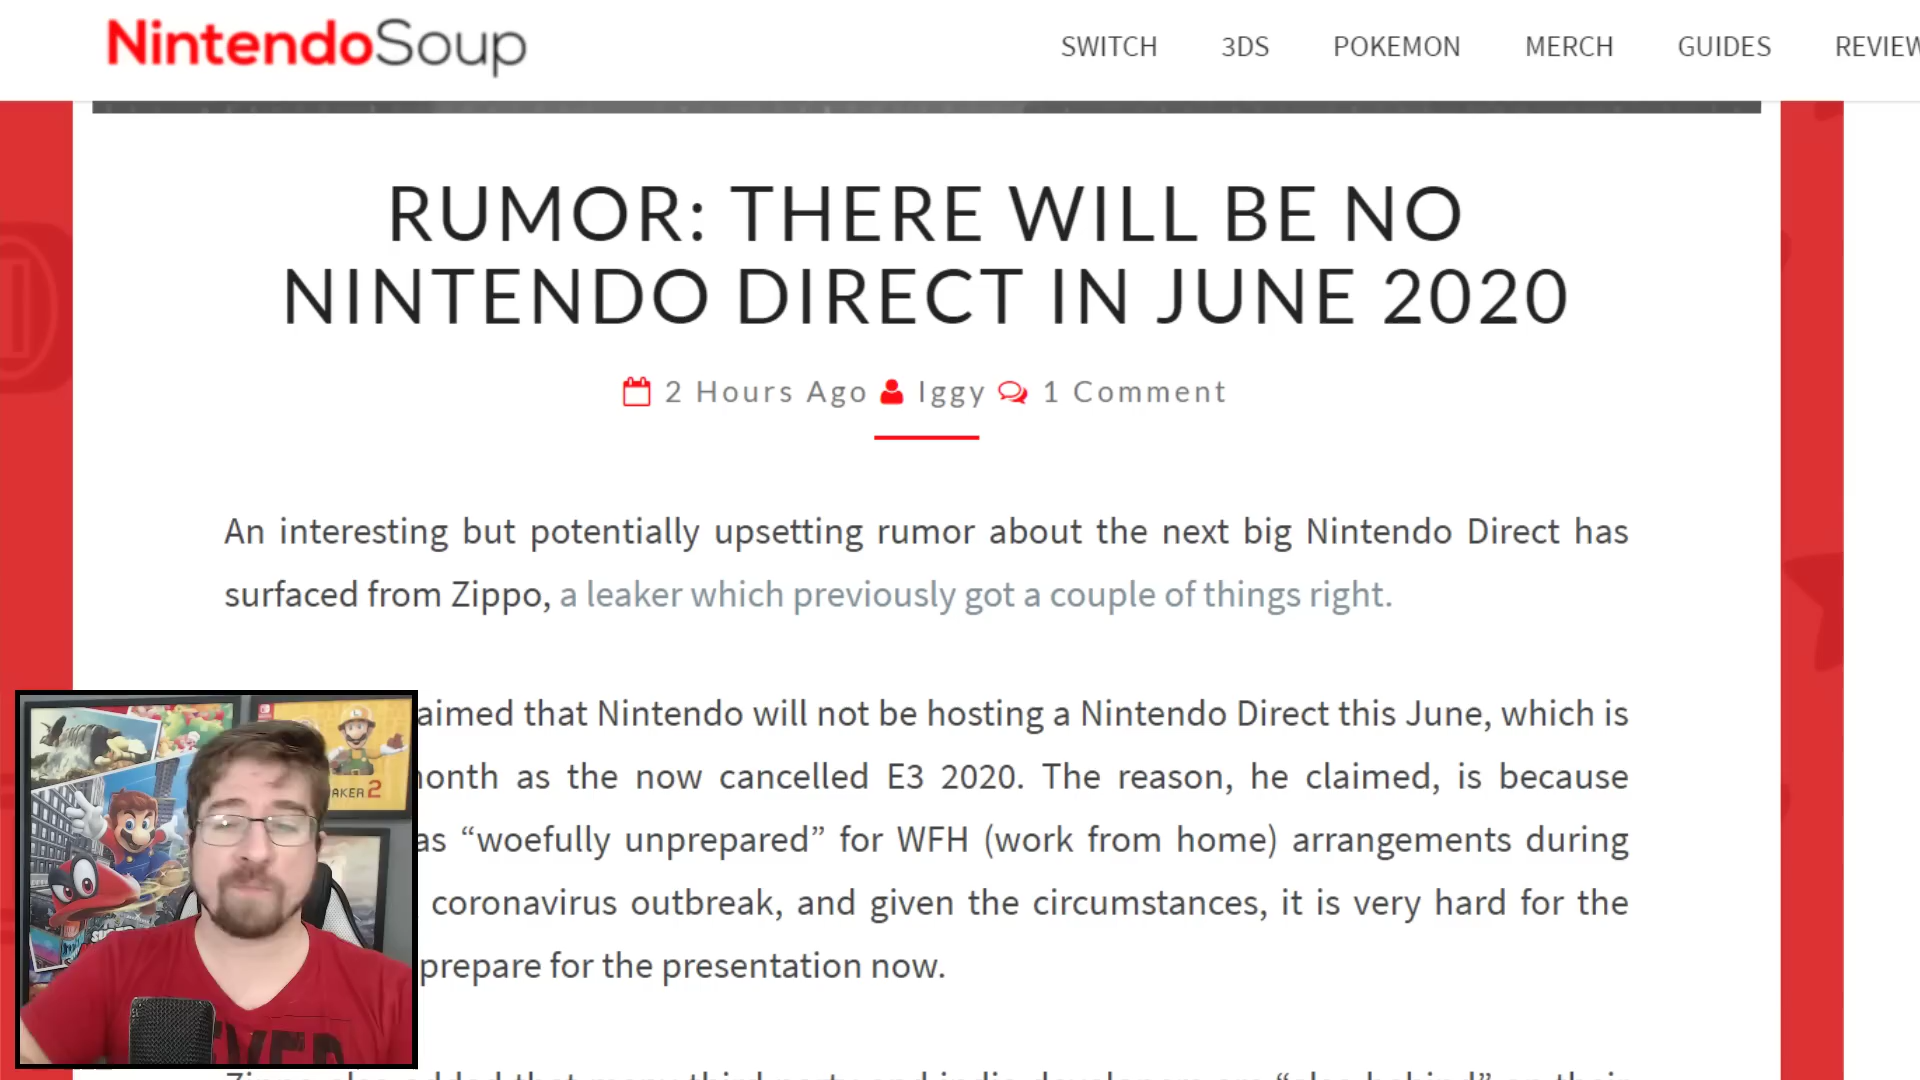 NintendoSoup
SWITCH 3DS POKEMON MERCH GUIDES REVIEW
RUMOR: THERE WILL BE NO
NINTENDO DIRECT IN JUNE 2020
2 Hours Ago Iggy 1 Comment
An interesting but potentially upsetting rumor about the next big Nintendo Direct has
surfaced from Zippo, a leaker which previously got a couple of things right.
aimed that Nintendo will not be hosting a Nintendo Direct this June, which is
onth as the now cancelled E3 2020. The reason, he claimed, is because
as “woefully unprepared” for WFH (work from home) arrangements during
coronavirus outbreak, and given the circumstances, it is very hard for the
prepare for the presentation now.
AKER 2